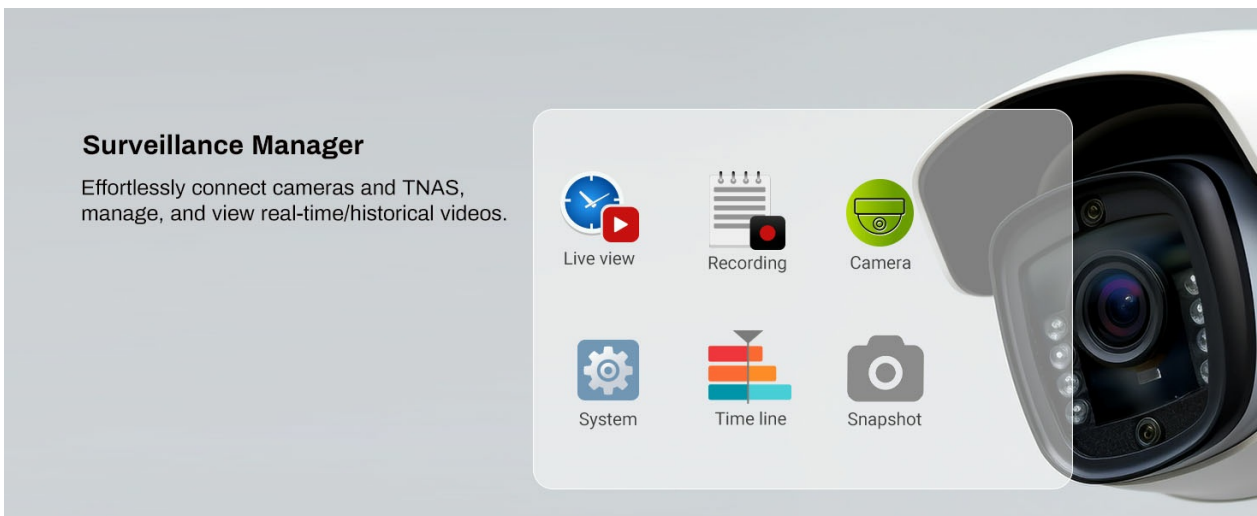 Surveillance Manager
Effortlessly connect cameras and TNAS,
manage, and view real-time/historical videos.
Live view
Recording
Camera
System
Time line
Snapshot